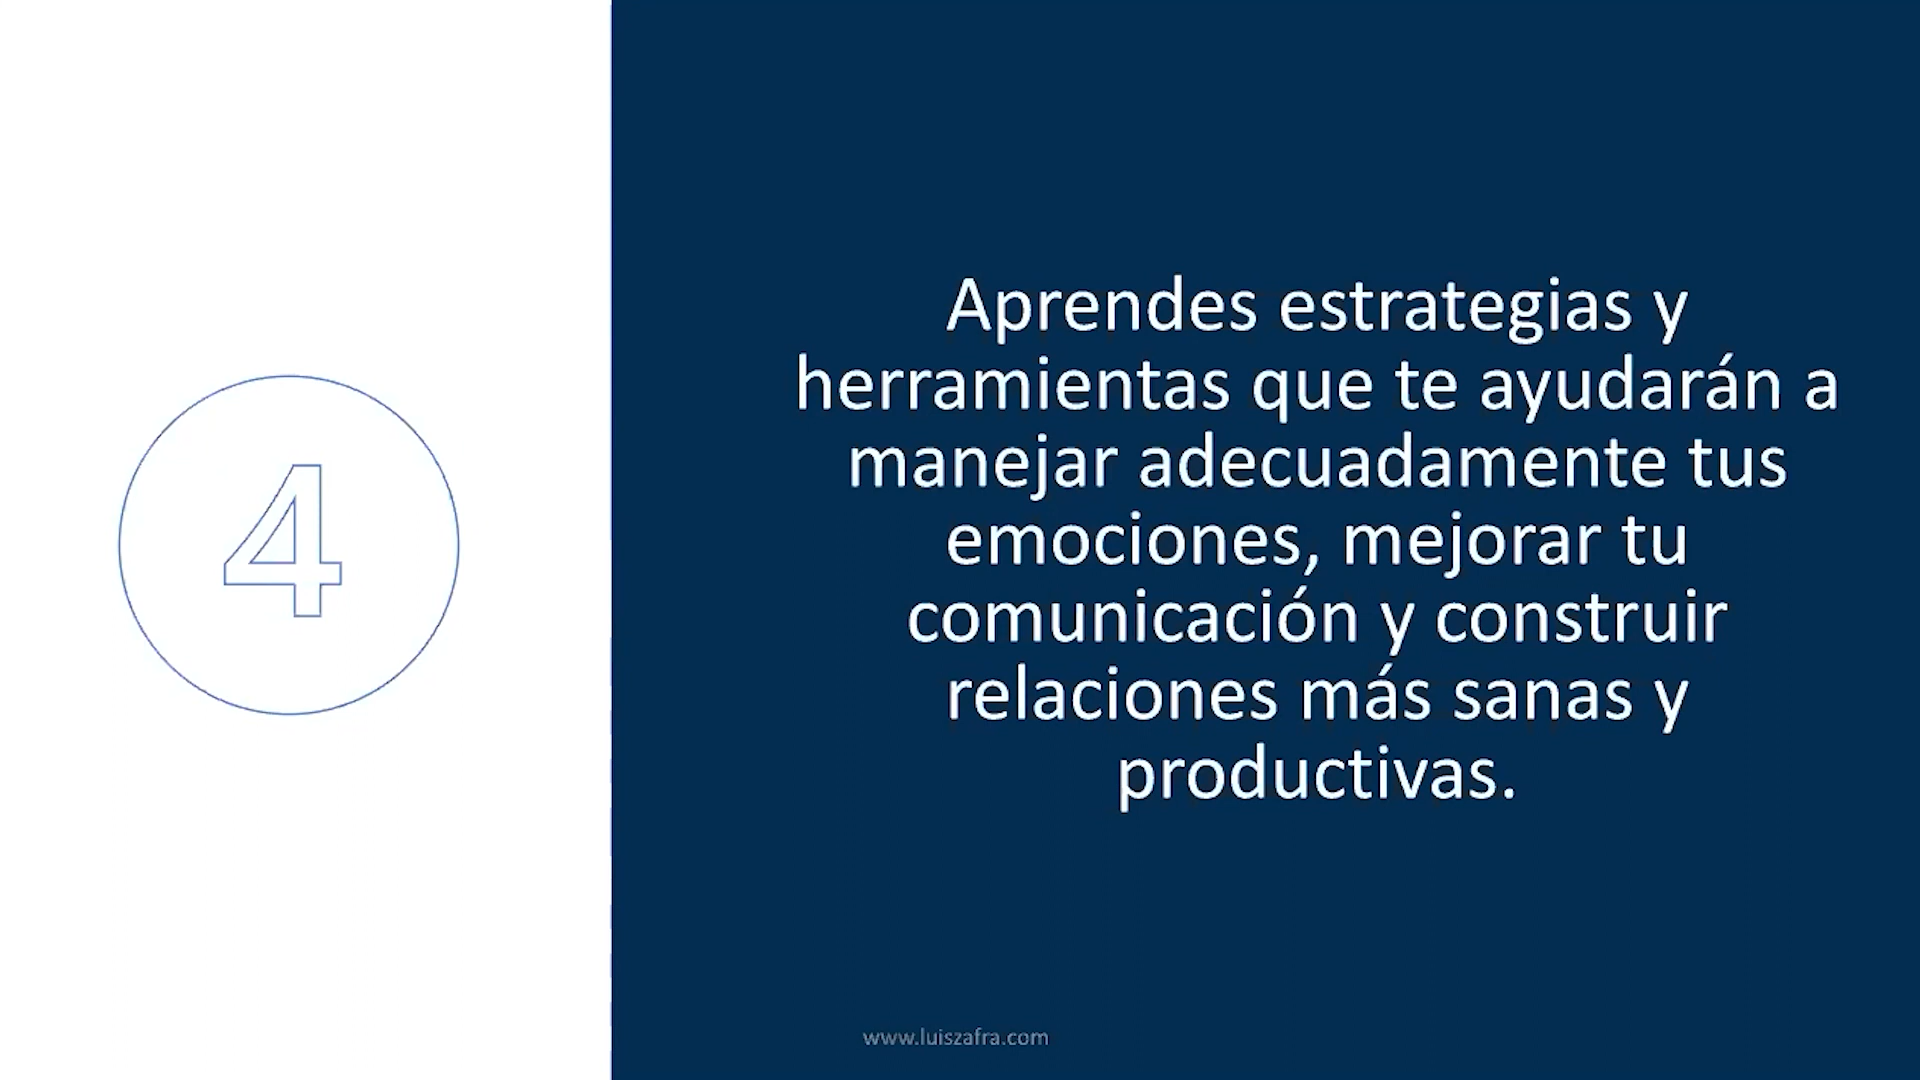 4
Aprendes estrategias y
herramientas que te ayudarán a
manejar adecuadamente tus
emociones, mejorar tu
comunicación y construir
relaciones más sanas y
productivas.
www.luiszafra.com